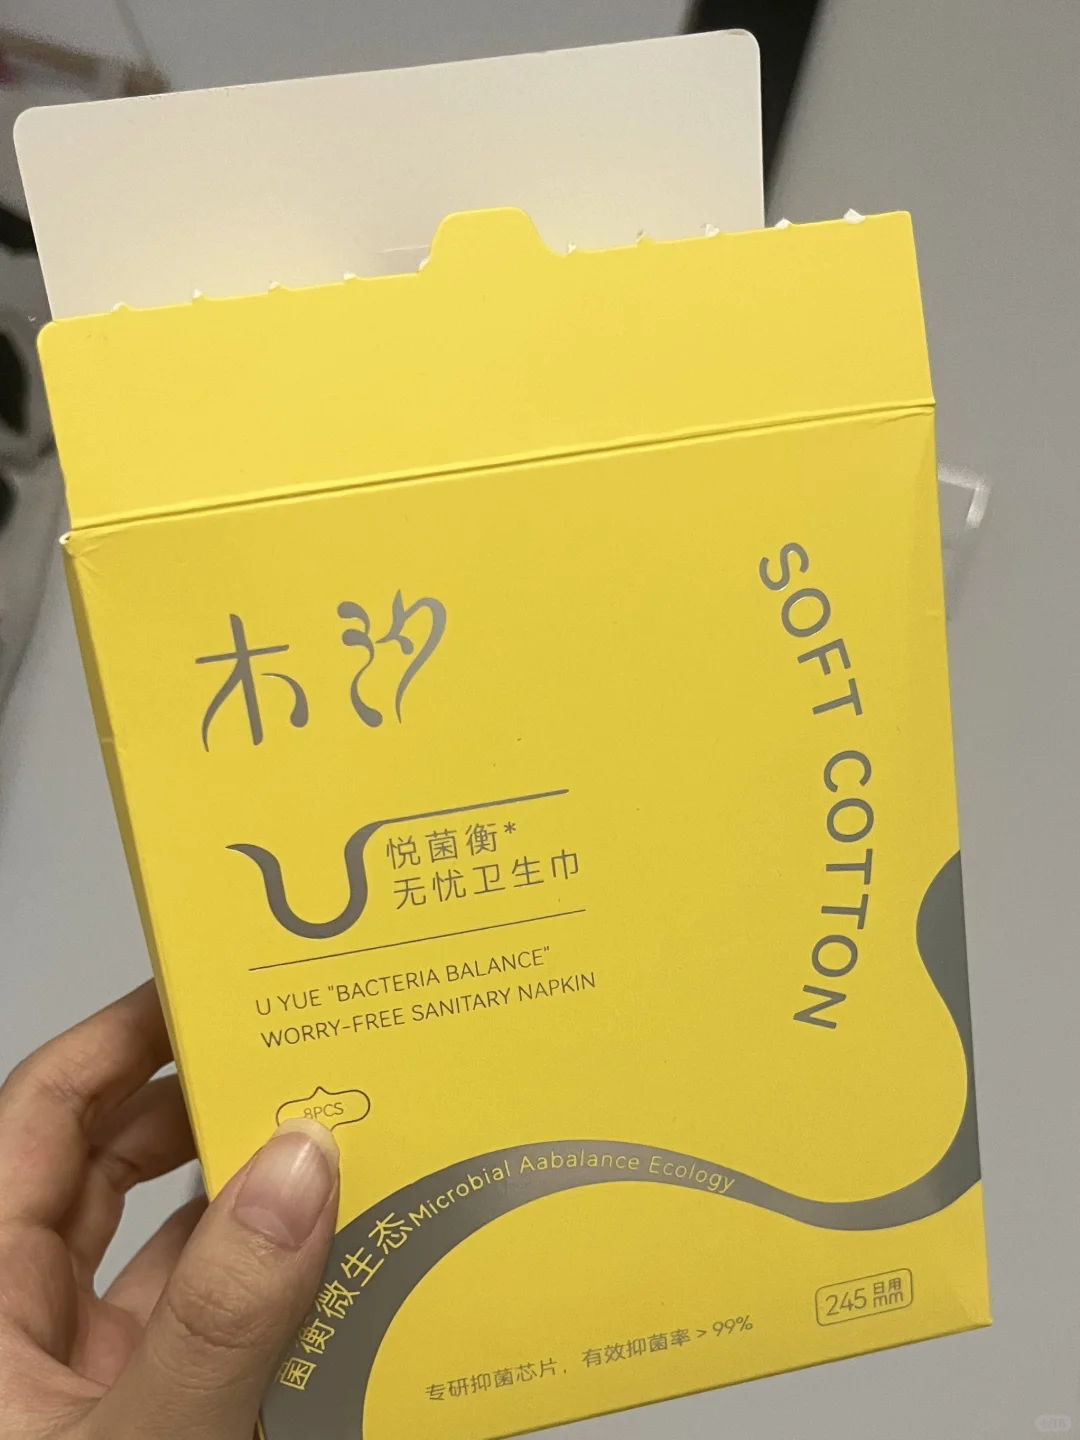 木汐
悦菌衡*
无忧卫生巾
U YUE "BACTERIA BALANCE"
WORRY-FREE SANITARY NAPKIN
8PCS
SOFT COTTON
菌衡微生态 Microbial Aabalance Ecology
专研抑菌芯片，有效抑菌率＞99%
245mm 日用